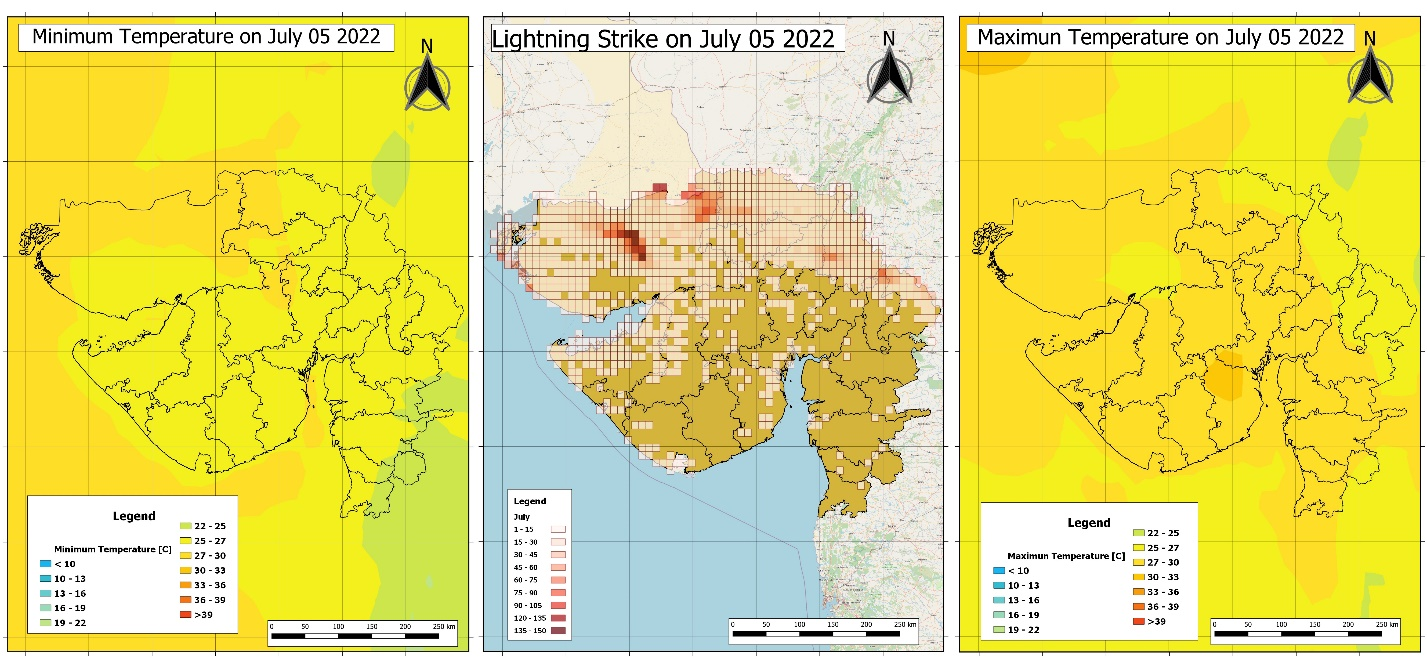 Minimum Temperature on July 05 2022
N
Legend
Minimum Temperature [C]
< 10
10 - 13
13 - 16
16 - 19
19 - 22
22 - 25
25 - 27
27 - 30
30 - 33
33 - 36
36 - 39
>39
0 50 100 150 200 250 km
Lightning Strike on July 05 2022
N
Legend
July
1 - 15
15 - 30
30 - 45
45 - 60
60 - 75
75 - 90
90 - 105
120 - 135
135 - 150
0 50 100 150 200 250 km
Maximun Temperature on July 05 2022
N
Legend
Maximun Temperature [C]
< 10
10 - 13
13 - 16
16 - 19
19 - 22
22 - 25
25 - 27
27 - 30
30 - 33
33 - 36
36 - 39
>39
0 50 100 150 200 250 km